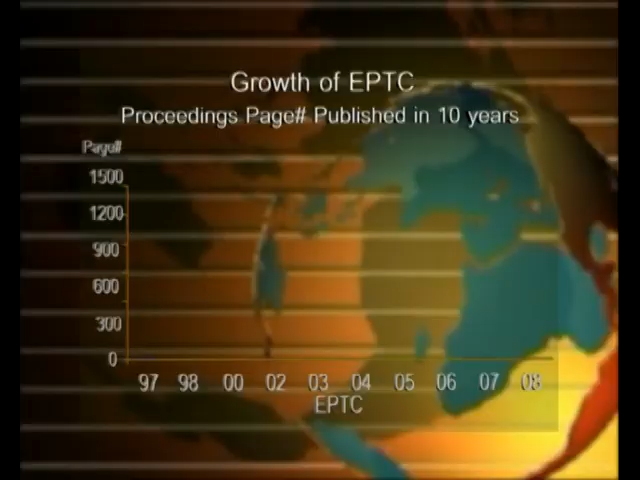 Growth of EPTC
Proceedings Page# Published in 10 years
Page#
1500
1200
900
600
300
0
97 98 00 02 03 04 05 06 07 08
EPTC